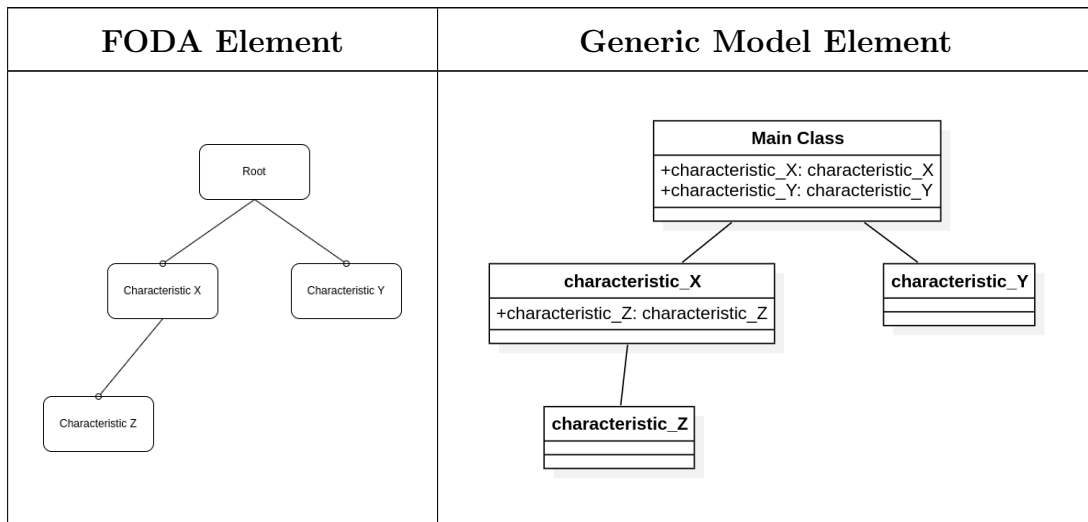 FODA Element
Generic Model Element
Root
Characteristic X
Characteristic Y
Characteristic Z
Main Class
+characteristic_X: characteristic_X
+characteristic_Y: characteristic_Y
characteristic_X
+characteristic_Z: characteristic_Z
characteristic_Y
characteristic_Z